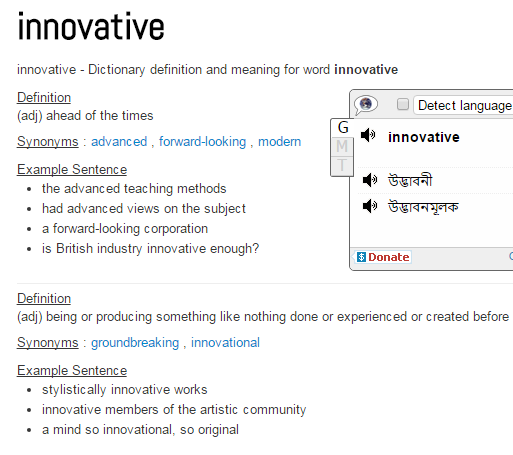 innovative
innovative - Dictionary definition and meaning for word innovative
Definition
(adj) ahead of the times
Synonyms : advanced , forward-looking , modern
Example Sentence
the advanced teaching methods
had advanced views on the subject
a forward-looking corporation
is British industry innovative enough?
Detect language
G
M
T
innovative
উদ্ভাবনী
উদ্ভাবনমূলক
$ Donate
Definition
(adj) being or producing something like nothing done or experienced or created before
Synonyms : groundbreaking , innovational
Example Sentence
stylistically innovative works
innovative members of the artistic community
a mind so innovational, so original